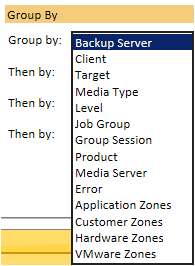 Group By
Group by:
Backup Server
Client
Then by:
Target
Media Type
Then by:
Level
Job Group
Then by:
Group Session
Product
Media Server
Error
Application Zones
Customer Zones
Hardware Zones
VMware Zones